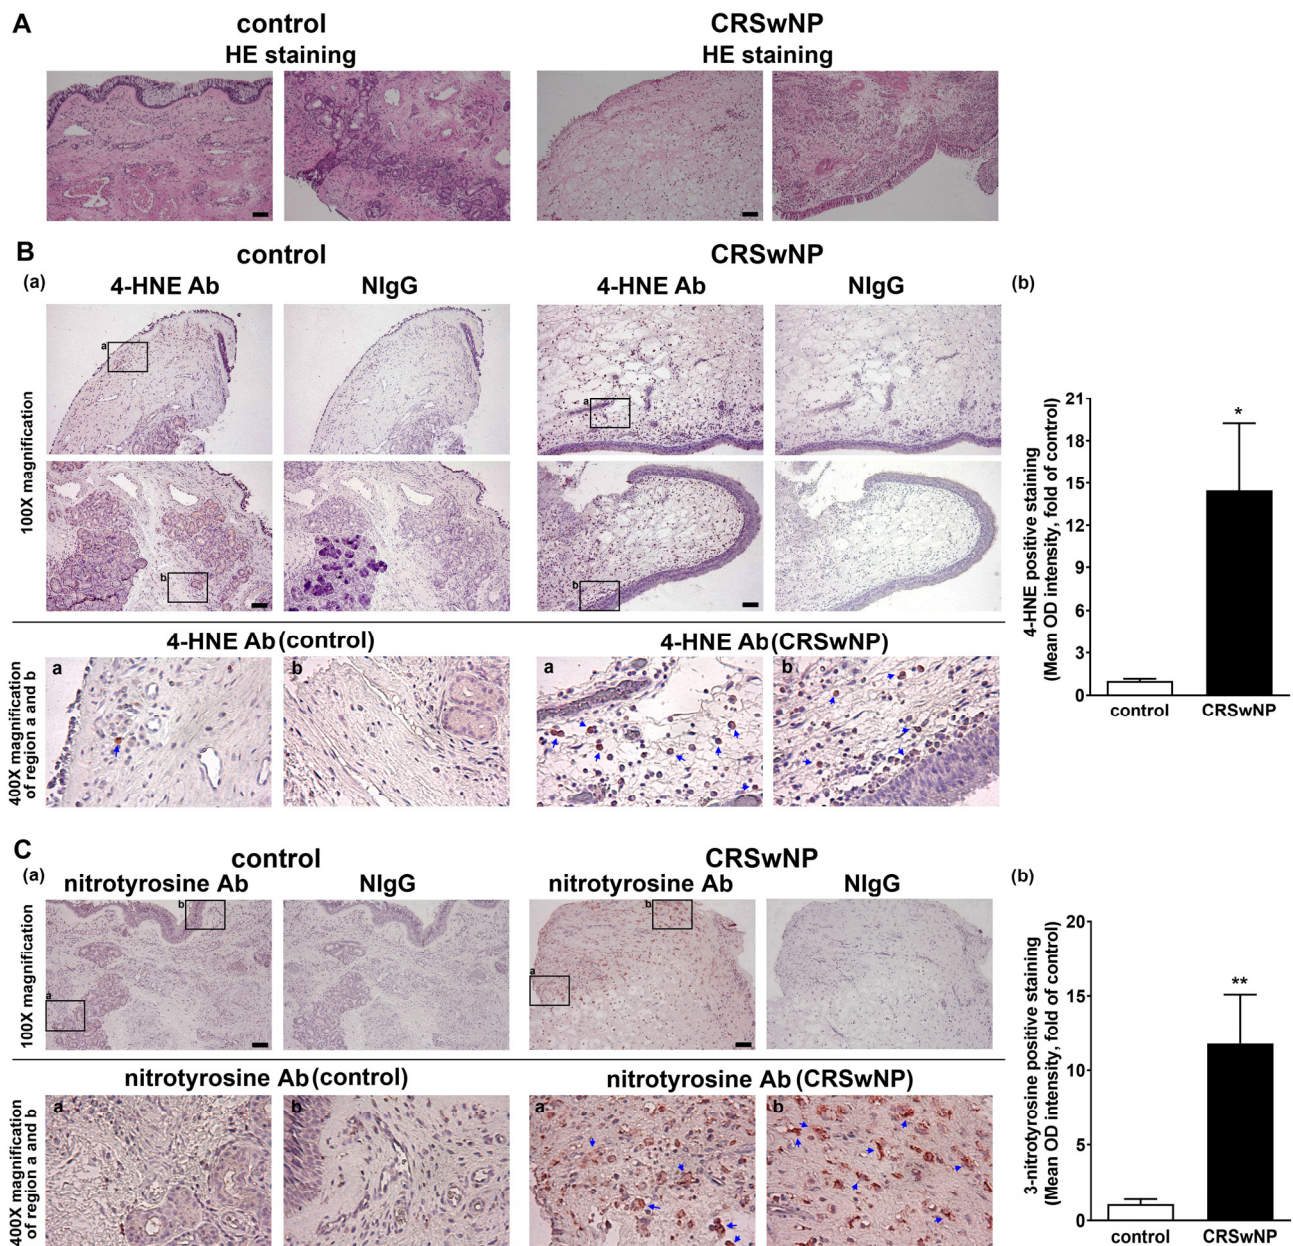 A
control
CRSwNP
HE staining
HE staining
B
control
CRSwNP
(a)
4-HNE Ab
NIgG
4-HNE Ab
NIgG
(b)
100X magnification
a
a
b
b
4-HNE Ab (control)
4-HNE Ab (CRSwNP)
400X magnification
of region a and b
a
b
a
b
4-HNE positive staining
(Mean OD intensity, fold of control)
21
18
15
12
9
6
3
0
*
control
CRSwNP
C
control
CRSwNP
(a)
nitrotyrosine Ab
NIgG
nitrotyrosine Ab
NIgG
(b)
100X magnification
b
a
b
a
nitrotyrosine Ab (control)
nitrotyrosine Ab (CRSwNP)
400X magnification
of region a and b
a
b
a
b
3-nitrotyrosine positive staining
(Mean OD intensity, fold of control)
20
15
10
5
0
**
control
CRSwNP